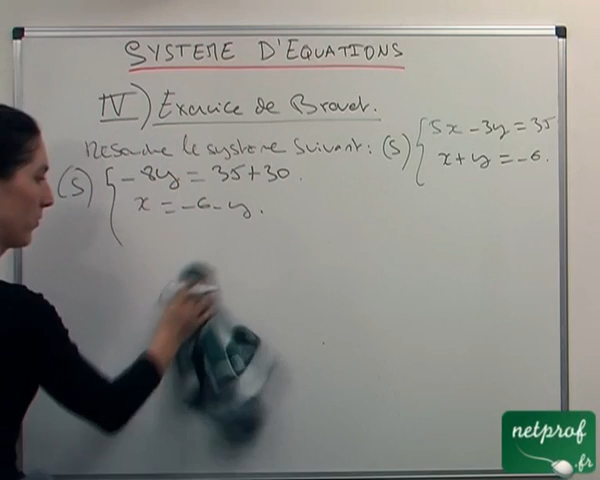 SYSTEME D'EQUATIONS
IV) Exercice de Brevet.
Résoudre le système suivant : (S) { 5x - 3y = 35
x + y = -6.
(S) { -8y = 35 + 30.
x = -6 - y.
netprof
.fr